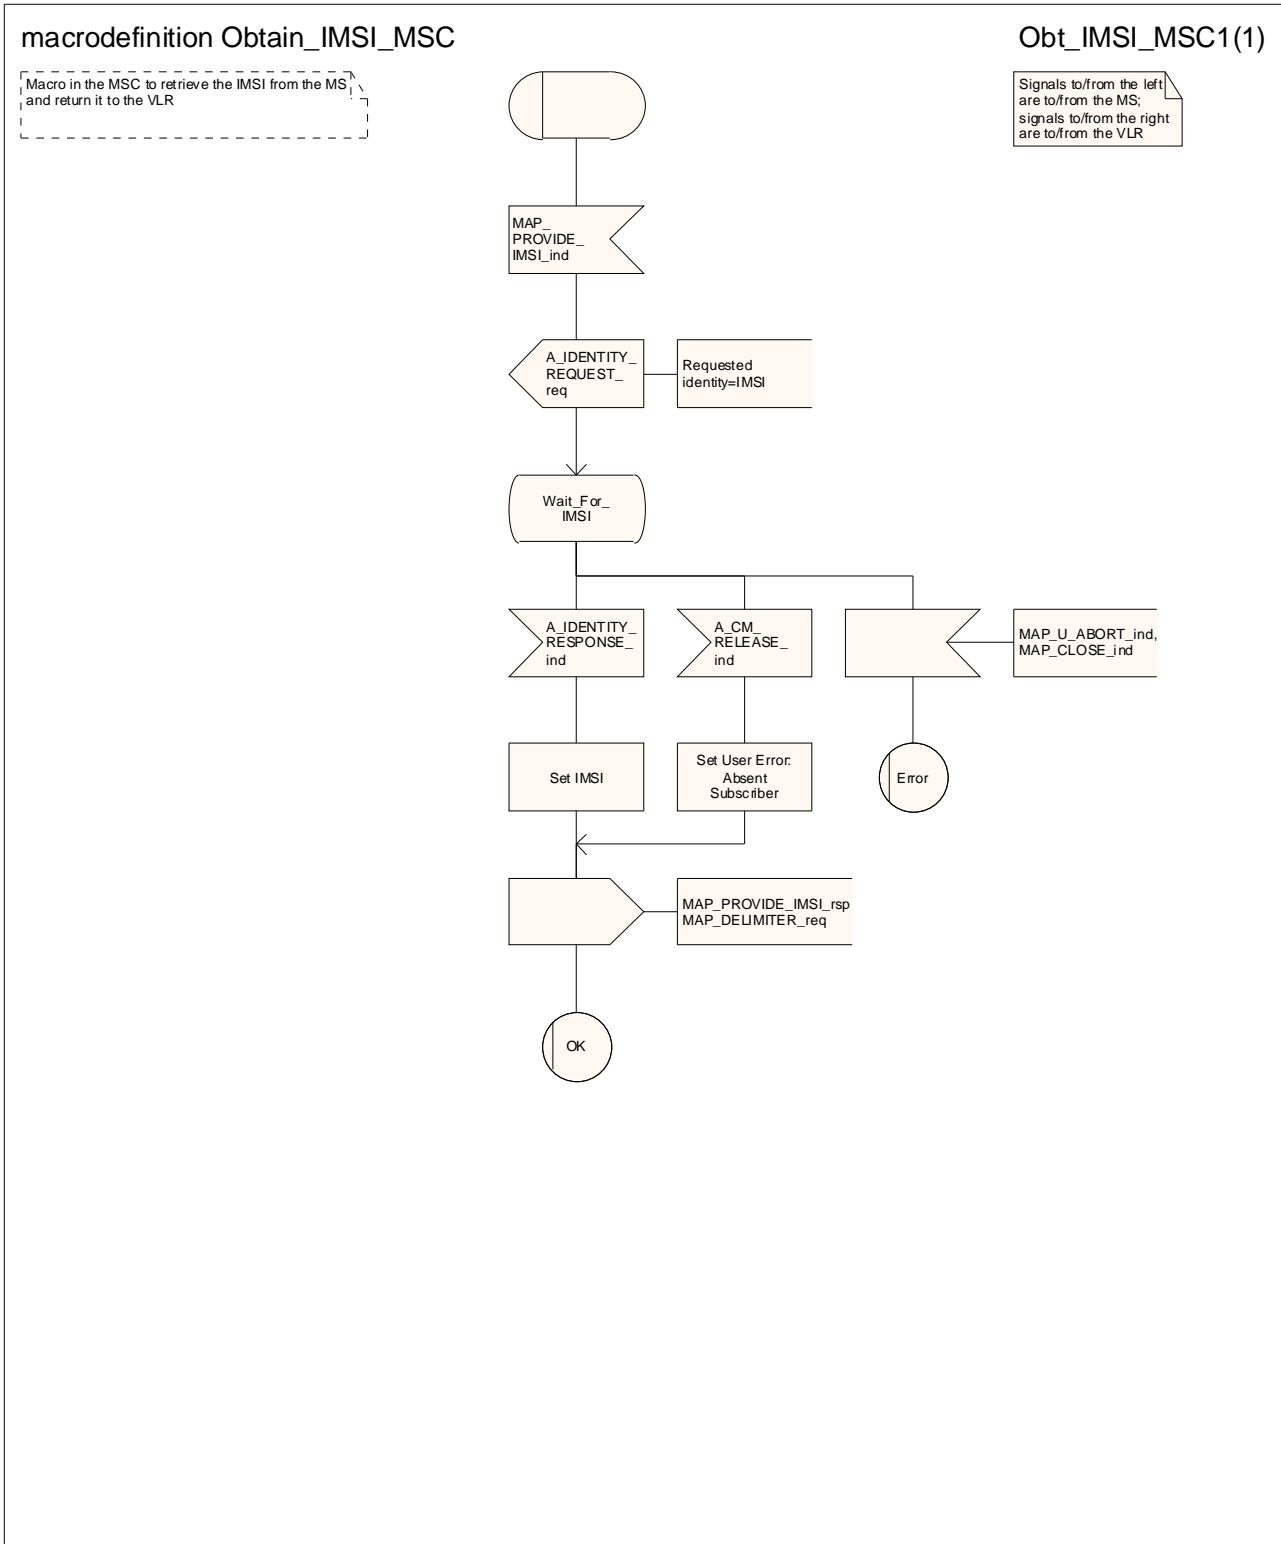 macrodefinition Obtain_IMSI_MSC
Obt_IMSI_MSC1(1)
Macro in the MSC to retrieve the IMSI from the MS
and return it to the VLR
Signals to/from the left
are to/from the MS;
signals to/from the right
are to/from the VLR
MAP_
PROVIDE_
IMSI_ind
A_IDENTITY_
REQUEST_
req
Requested
identity=IMSI
Wait_For_
IMSI
A_IDENTITY_
RESPONSE_
ind
A_CM_
RELEASE_
ind
MAP_U_ABORT_ind,
MAP_CLOSE_ind
Set IMSI
Set User Error:
Absent
Subscriber
Error
MAP_PROVIDE_IMSI_rsp
MAP_DELIMITER_req
OK